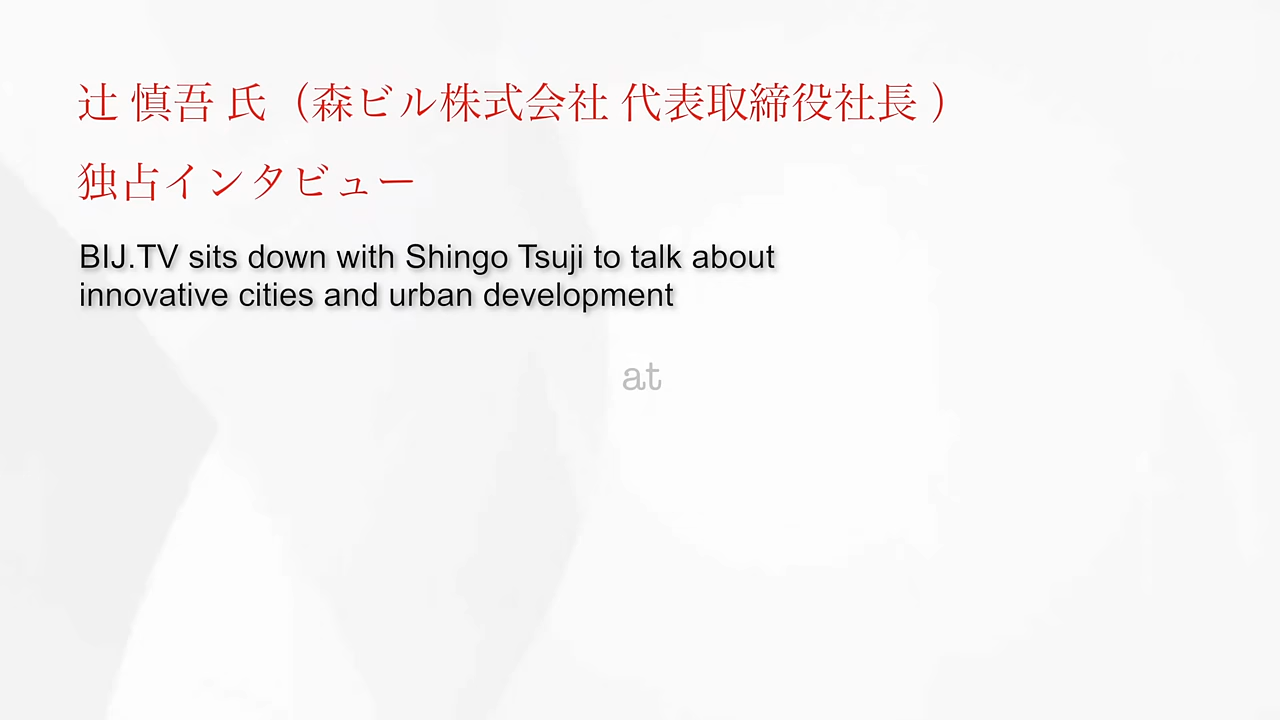 辻 慎吾 氏（森ビル株式会社 代表取締役社長 ）
独占インタビュー
BIJ.TV sits down with Shingo Tsuji to talk about
innovative cities and urban development
at